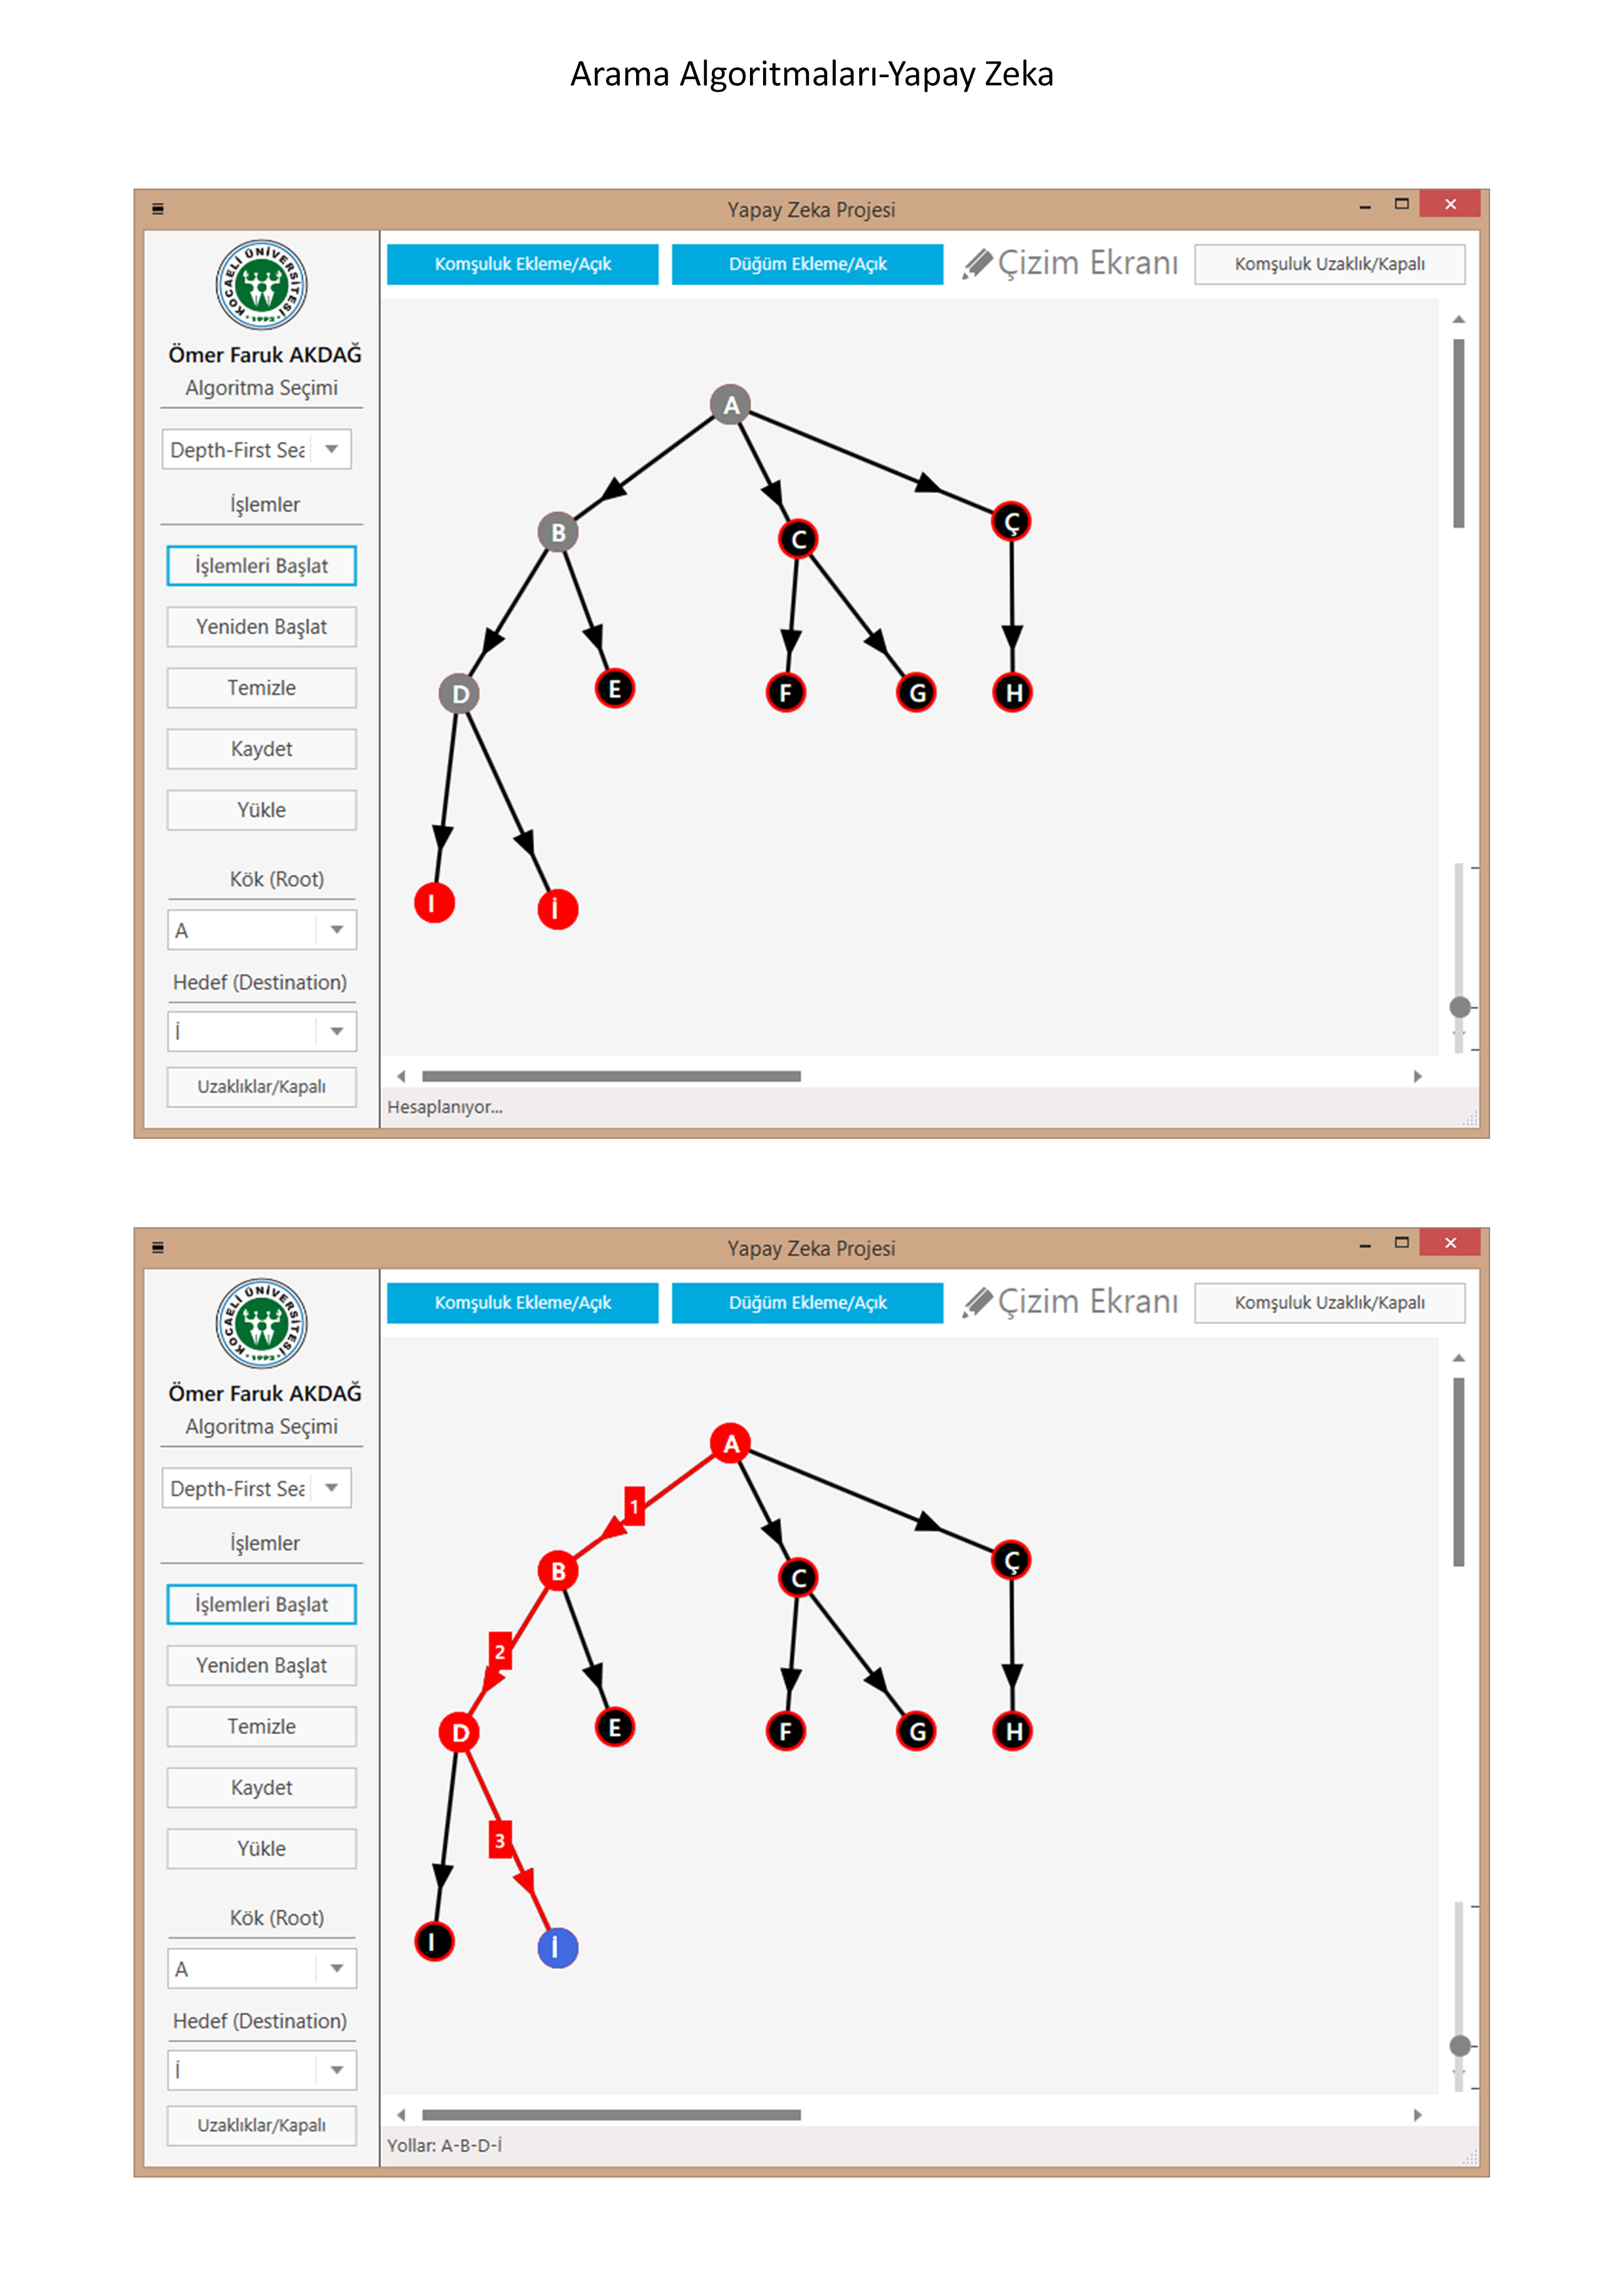 Arama Algoritmaları-Yapay Zeka
Yapay Zeka Projesi
KOCAELİ ÜNİVERSİTESİ
1992
Ömer Faruk AKDAĞ
Algoritma Seçimi
Depth-First Sea
İşlemler
İşlemleri Başlat
Yeniden Başlat
Temizle
Kaydet
Yükle
Kök (Root)
A
Hedef (Destination)
İ
Uzaklıklar/Kapalı
Komşuluk Ekleme/Açık
Düğüm Ekleme/Açık
Çizim Ekranı
Komşuluk Uzaklık/Kapalı
A
B
C
Ç
D
E
F
G
H
I
İ
Hesaplanıyor...
Yapay Zeka Projesi
KOCAELİ ÜNİVERSİTESİ
1992
Ömer Faruk AKDAĞ
Algoritma Seçimi
Depth-First Sea
İşlemler
İşlemleri Başlat
Yeniden Başlat
Temizle
Kaydet
Yükle
Kök (Root)
A
Hedef (Destination)
İ
Uzaklıklar/Kapalı
Komşuluk Ekleme/Açık
Düğüm Ekleme/Açık
Çizim Ekranı
Komşuluk Uzaklık/Kapalı
A
1
B
C
Ç
2
D
E
F
G
H
3
I
İ
Yollar: A-B-D-İ